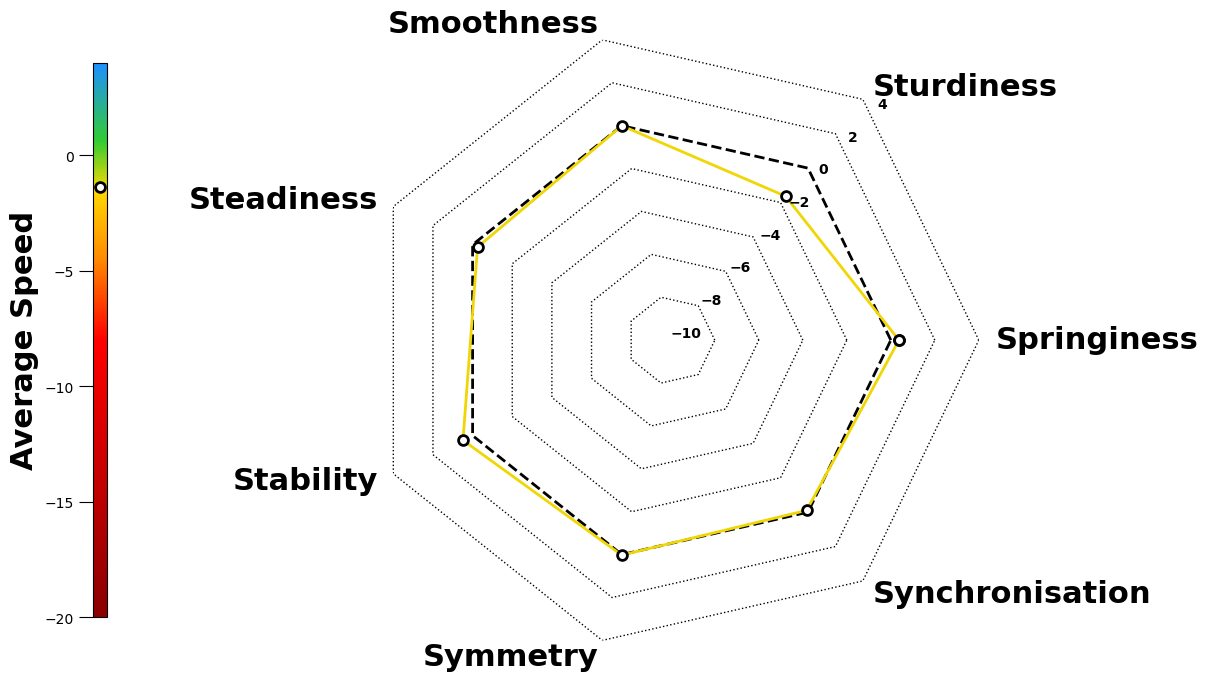 Smoothness
Sturdiness
4
2
0
−2
−4
−6
−8
−10
Steadiness
Springiness
Stability
Synchronisation
Symmetry
Average Speed
0
−5
−10
−15
−20